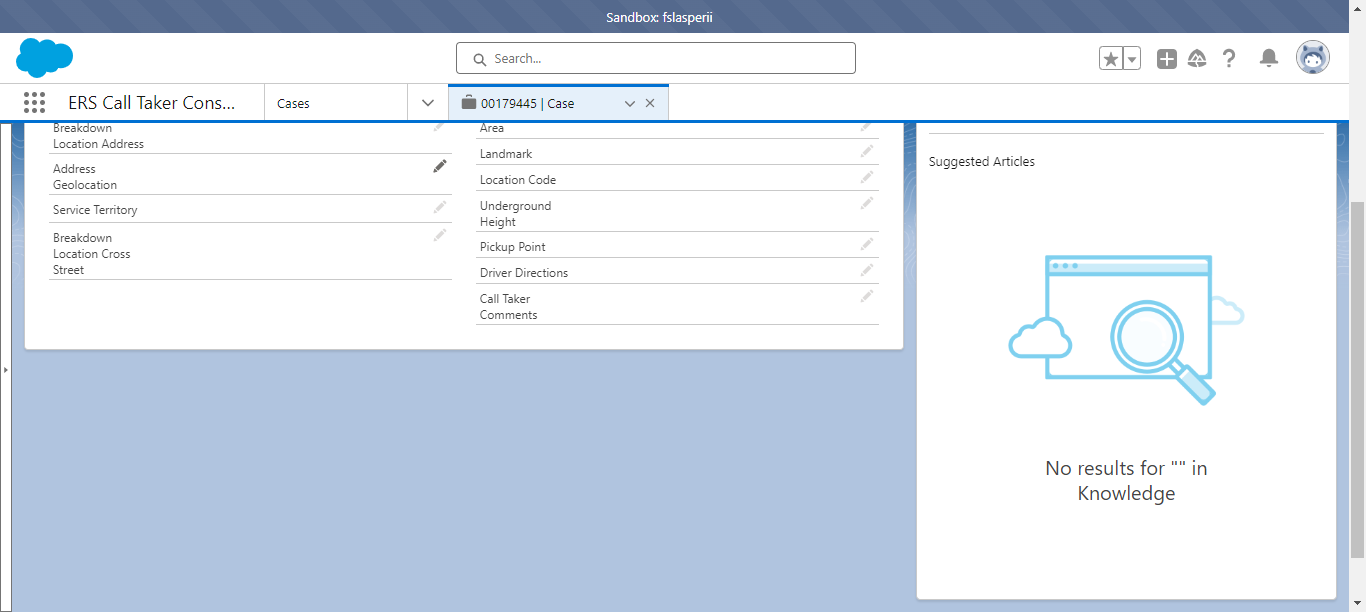 Sandbox: fslasperii
Search...
ERS Call Taker Cons...
Cases
00179445 | Case
Breakdown
Location Address
Address
Geolocation
Service Territory
Breakdown
Location Cross
Street
Area
Landmark
Location Code
Underground
Height
Pickup Point
Driver Directions
Call Taker
Comments
Suggested Articles
No results for "" in
Knowledge